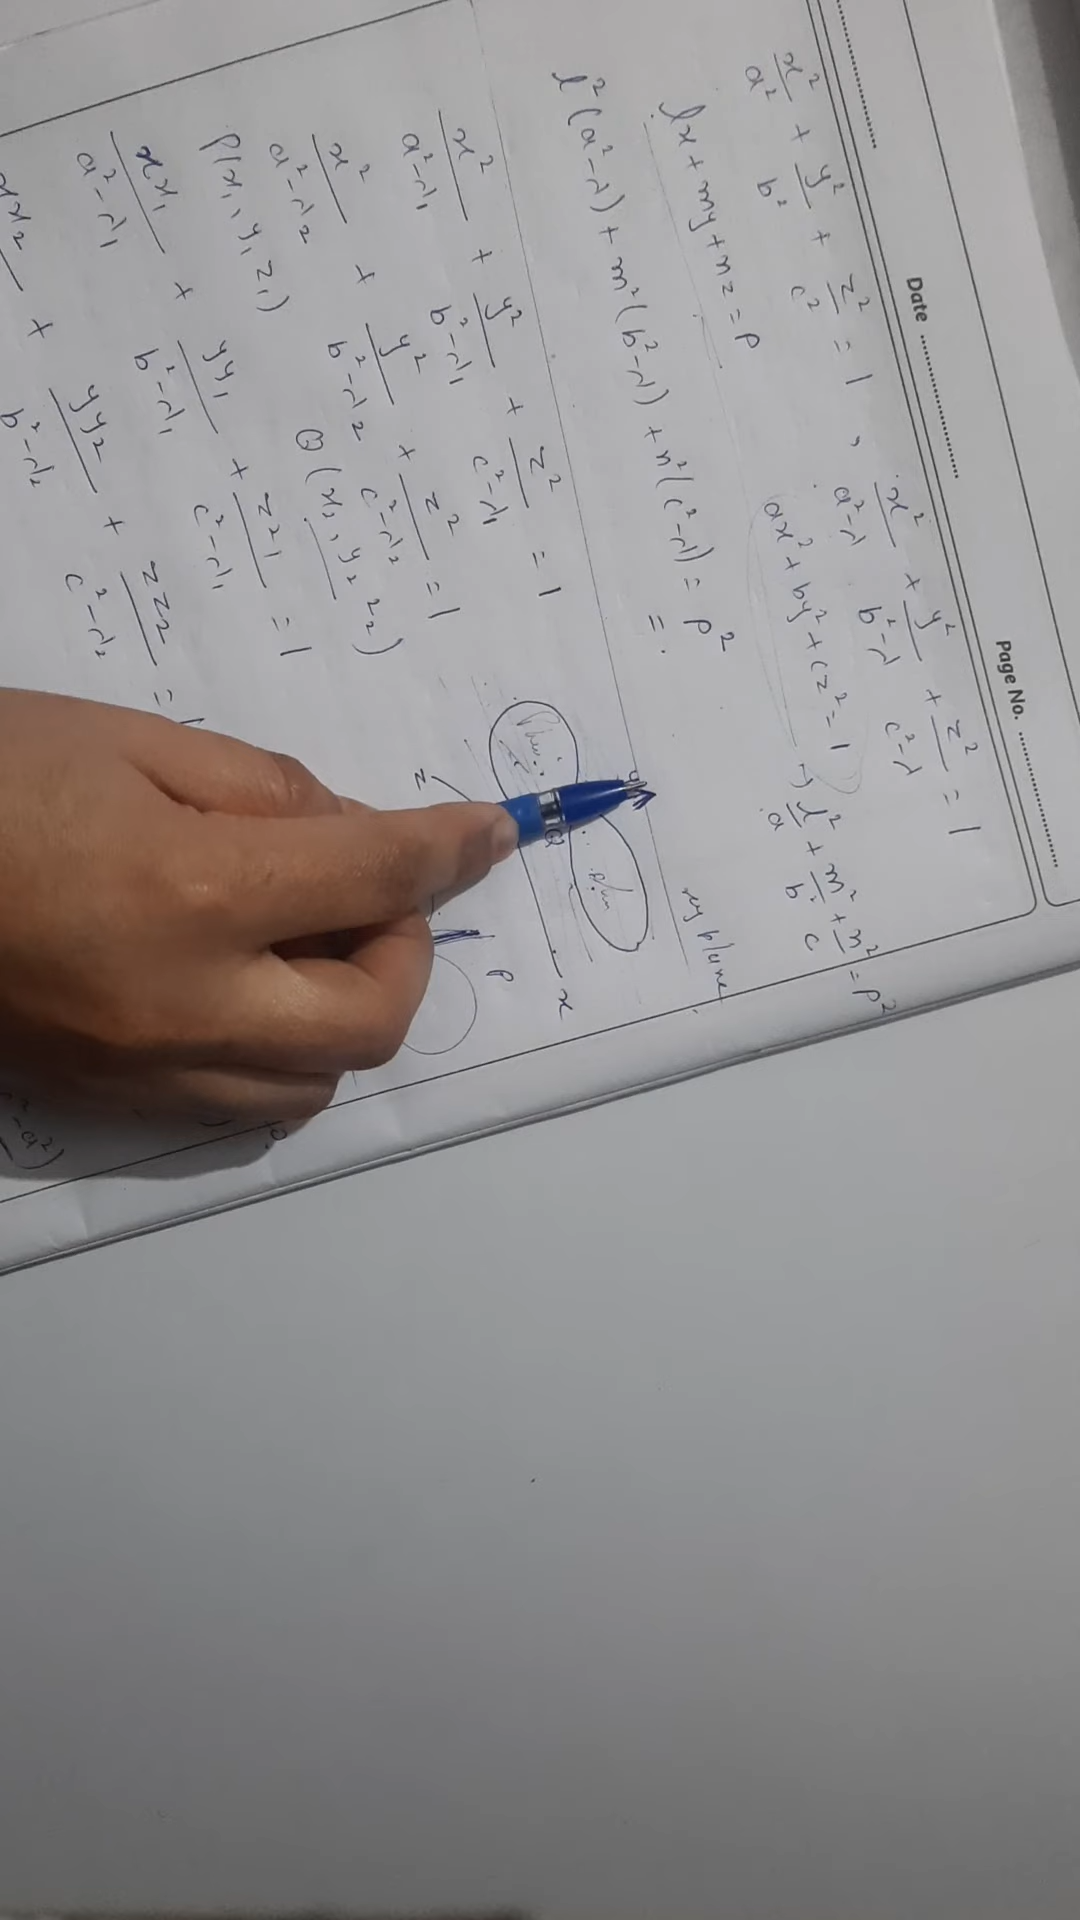 Date ............ Page No. ............
x²/a² + y²/b² + z²/c² = 1 , x²/a²-λ + y²/b²-λ + z²/c²-λ = 1
lx + my + nz = p
ax² + by² + cz² = 1 → l²/a + m²/b + n²/c = p²
l²(a²-λ) + m²(b²-λ) + n²(c²-λ) = p²
xy plane
x²/a²-λ₁ + y²/b²-λ₁ + z²/c²-λ₁ = 1
x²/a²-λ₂ + y²/b²-λ₂ + z²/c²-λ₂ = 1
P(x₁, y₁ z₁) Q(x₂, y₂ z₂)
xx₁/a²-λ₁ + yy₁/b²-λ₁ + zz1/c²-λ₁ = 1
xx₂ + yy₂/b²-λ₂ + zz₂/c²-λ₂ = 1
y
Q
x
z
P
c²-a²)